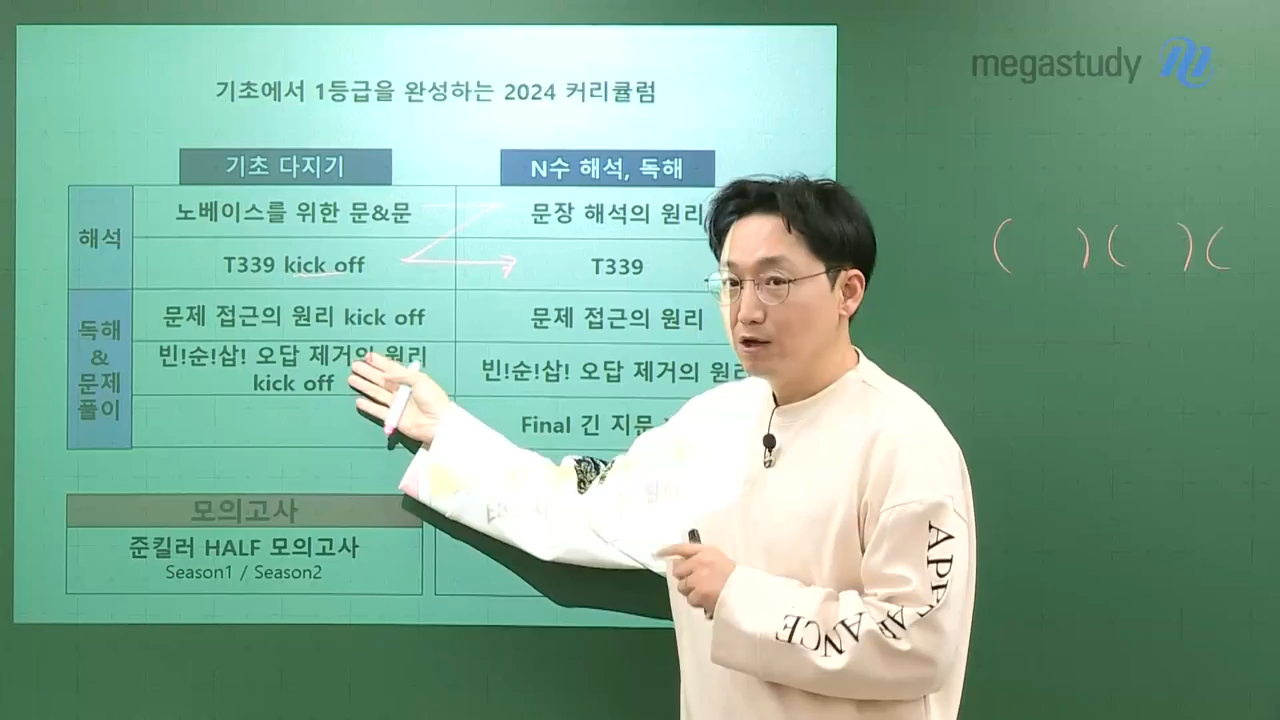 megastudy
기초에서 1등급을 완성하는 2024 커리큘럼
기초 다지기
N수 해석, 독해
해석
노베이스를 위한 문&문
문장 해석의 원리
T339 kick off
T339
독해
&
문제
풀이
문제 접근의 원리 kick off
문제 접근의 원리
빈!순!삽! 오답 제거의 원리
kick off
빈!순!삽! 오답 제거의 원리
Final 긴 지문
모의고사
준킬러 HALF 모의고사
Season1 / Season2
( ) ( ) (